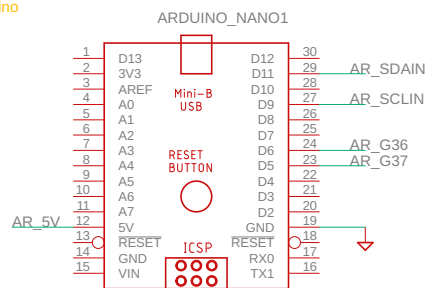 ino
ARDUINO_NANO1
1 D13 D12 30
2 3V3 D11 29 AR_SDAIN
3 AREF D10 28
4 A0 D9 27 AR_SCLIN
5 A1 D8 26
6 A2 D7 25
7 A3 D6 24 AR_G36
8 A4 D5 23 AR_G37
9 A5 D4 22
10 A6 D3 21
11 A7 D2 20
AR_5V 12 5V GND 19
13 RESET RESET 18
14 GND RX0 17
15 VIN TX1 16
Mini-B
USB
RESET
BUTTON
ICSP